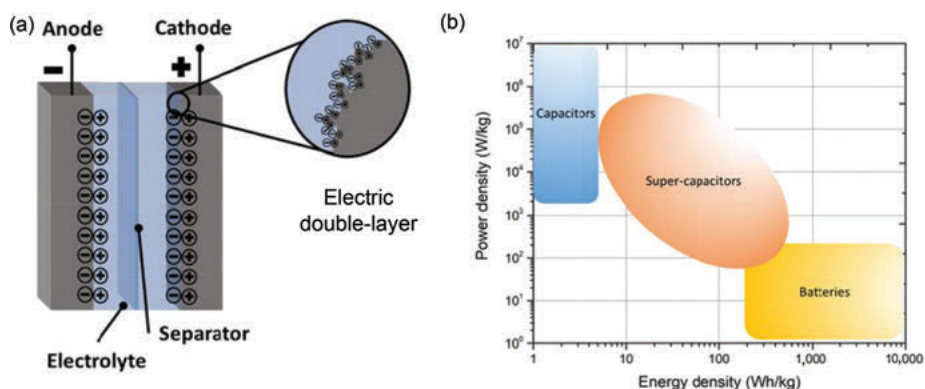 (a)
Anode
Cathode
−
+
Electric
double-layer
Separator
Electrolyte
(b)
Power density (W/kg)
10⁷
10⁶
10⁵
10⁴
10³
10²
10¹
10⁰
Capacitors
Super-capacitors
Batteries
1
10
100
1,000
10,000
Energy density (Wh/kg)